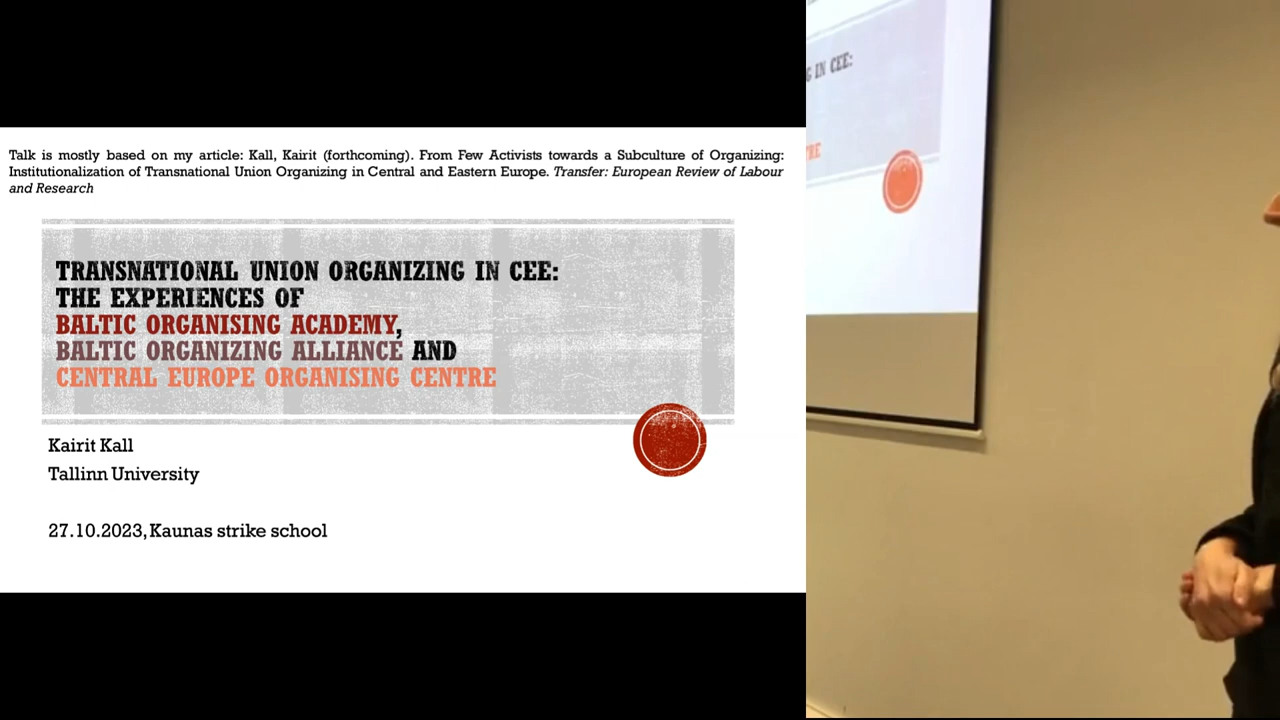 Talk is mostly based on my article: Kall, Kairit (forthcoming). From Few Activists towards a Subculture of Organizing:
Institutionalization of Transnational Union Organizing in Central and Eastern Europe. Transfer: European Review of Labour
and Research
TRANSNATIONAL UNION ORGANIZING IN CEE:
THE EXPERIENCES OF
BALTIC ORGANISING ACADEMY,
BALTIC ORGANIZING ALLIANCE AND
CENTRAL EUROPE ORGANISING CENTRE
Kairit Kall
Tallinn University
27.10.2023, Kaunas strike school
IN CEE: